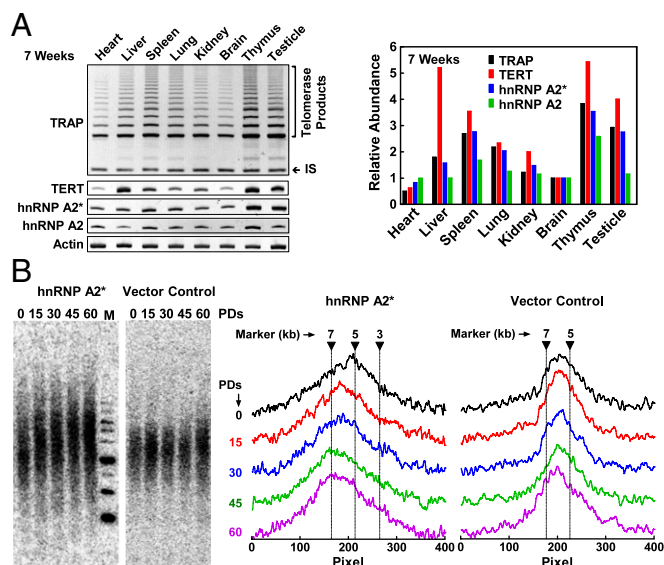 A
7 Weeks
Heart
Liver
Spleen
Lung
Kidney
Brain
Thymus
Testicle
TRAP
Telomerase
Products
← IS
TERT
hnRNP A2*
hnRNP A2
Actin
7 Weeks
TRAP
TERT
hnRNP A2*
hnRNP A2
Relative Abundance
6
5
4
3
2
1
0
Heart
Liver
Spleen
Lung
Kidney
Brain
Thymus
Testicle
B
hnRNP A2* Vector Control
0 15 30 45 60 M 0 15 30 45 60 PDs
hnRNP A2*
Marker (kb) → 7 5 3
PDs
0
15
30
45
60
0 100 200 300 400
Pixel
Vector Control
Marker (kb) → 7 5
0 100 200 300 400
Pixel